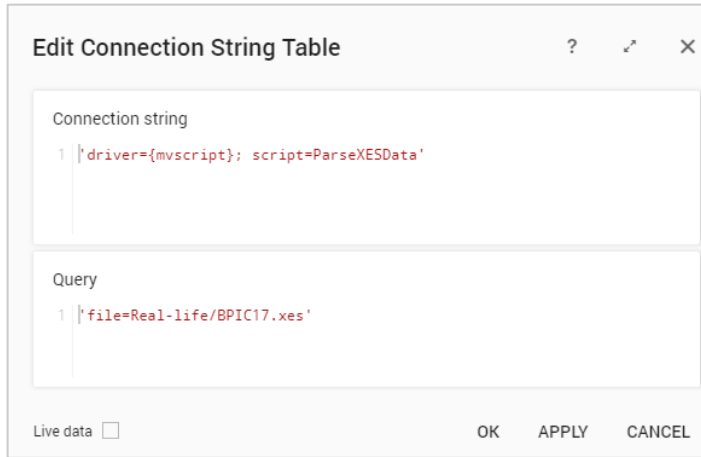 Edit Connection String Table ?
Connection string
1 'driver={mvscript}; script=ParseXESData'
Query
1 'file=Real-life/BPIC17.xes'
Live data OK APPLY CANCEL